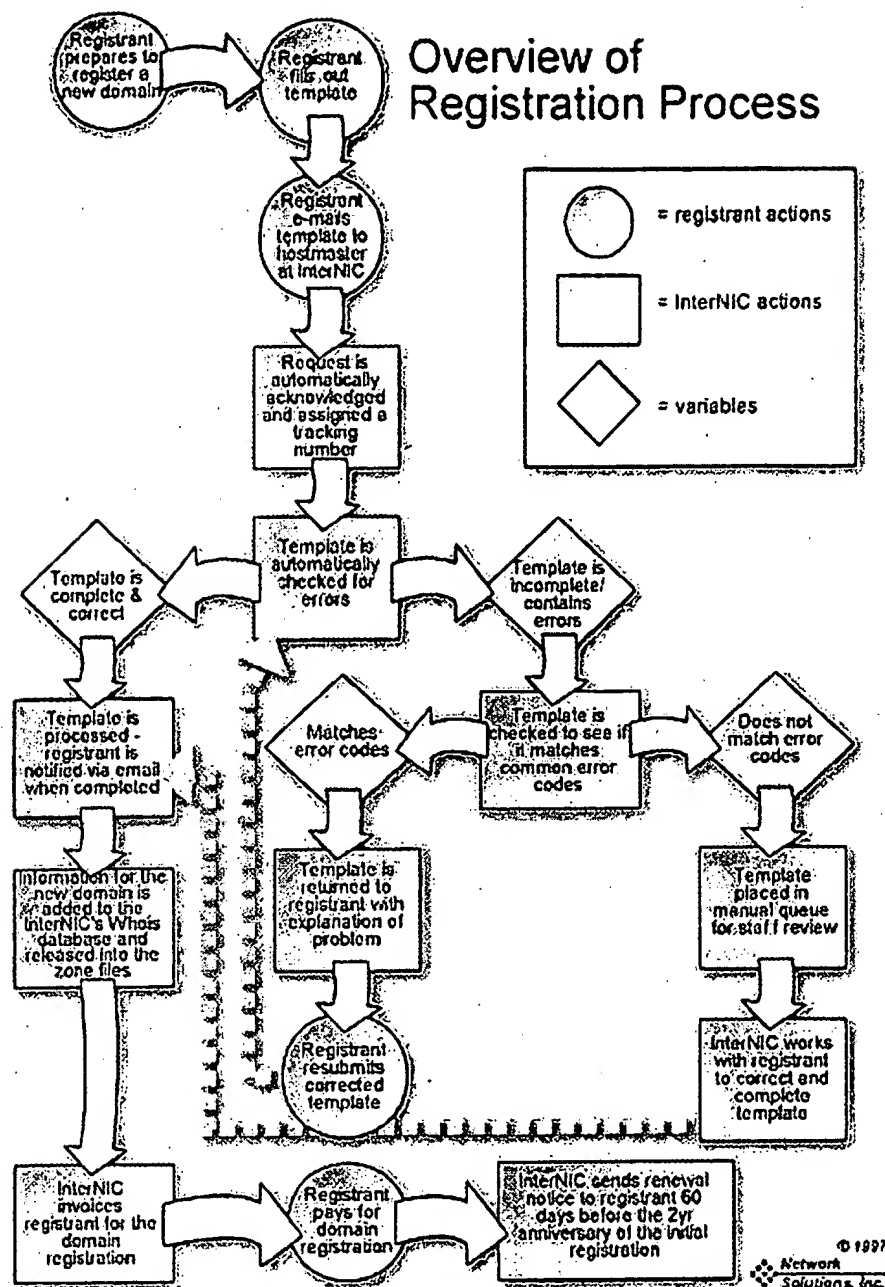 Overview of
Registration Process
Registrant
prepares to
register a
new domain
Registrant
fills out
template
Registrant
e-mails
template to
hostmaster
at InterNIC
= registrant actions
= InterNIC actions
= variables
Request is
automatically
acknowledged
and assigned a
tracking
number
Template is
automatically
checked for
errors
Template is
complete &
correct
Template is
incomplete/
contains
errors
Template is
processed -
registrant is
notified via email
when completed
Matches
error codes
Template is
checked to see if
it matches
common error
codes
Does not
match error
codes
Information for the
new domain is
added to the
InterNIC's Whois
database and
released into the
zone files
Template is
returned to
registrant with
explanation of
problem
Template
placed in
manual queue
for staff review
Registrant
resubmits
corrected
template
InterNIC works
with registrant
to correct and
complete
template
InterNIC
invoices
registrant for the
domain
registration
Registrant
pays for
domain
registration
InterNIC sends renewal
notice to registrant 60
days before the 2yr
anniversary of the initial
registration
© 1997
Network
Solutions, Inc.